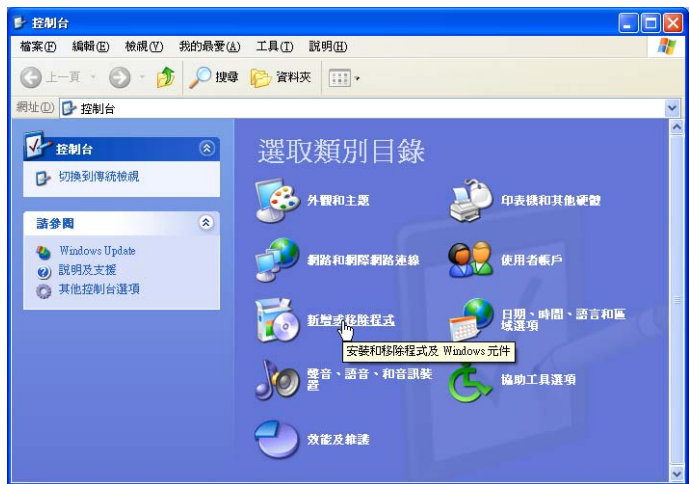 控制台
檔案(F) 編輯(E) 檢視(V) 我的最愛(A) 工具(T) 說明(H)
上一頁 搜尋 資料夾
網址(D) 控制台
控制台
切換到傳統檢視
請參閱
Windows Update
說明及支援
其他控制台選項
選取類別目錄
外觀和主題
印表機和其他硬體
網路和網際網路連線
使用者帳戶
新增或移除程式
日期、時間、語言和區
域選項
安裝和移除程式及 Windows 元件
聲音、語音、和音訊裝
置
協助工具選項
效能及維護